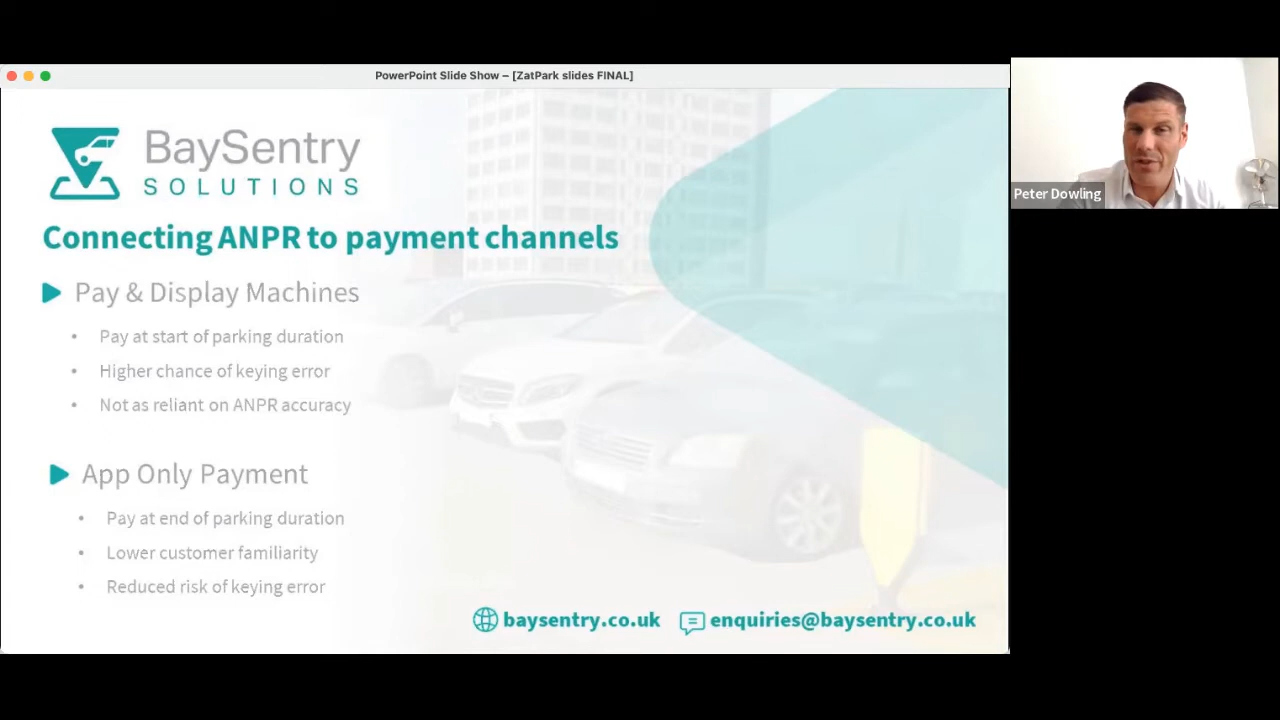 PowerPoint Slide Show – [ZatPark slides FINAL]
BaySentry
SOLUTIONS
Connecting ANPR to payment channels
Pay & Display Machines
• Pay at start of parking duration
• Higher chance of keying error
• Not as reliant on ANPR accuracy
App Only Payment
• Pay at end of parking duration
• Lower customer familiarity
• Reduced risk of keying error
baysentry.co.uk enquiries@baysentry.co.uk
Peter Dowling